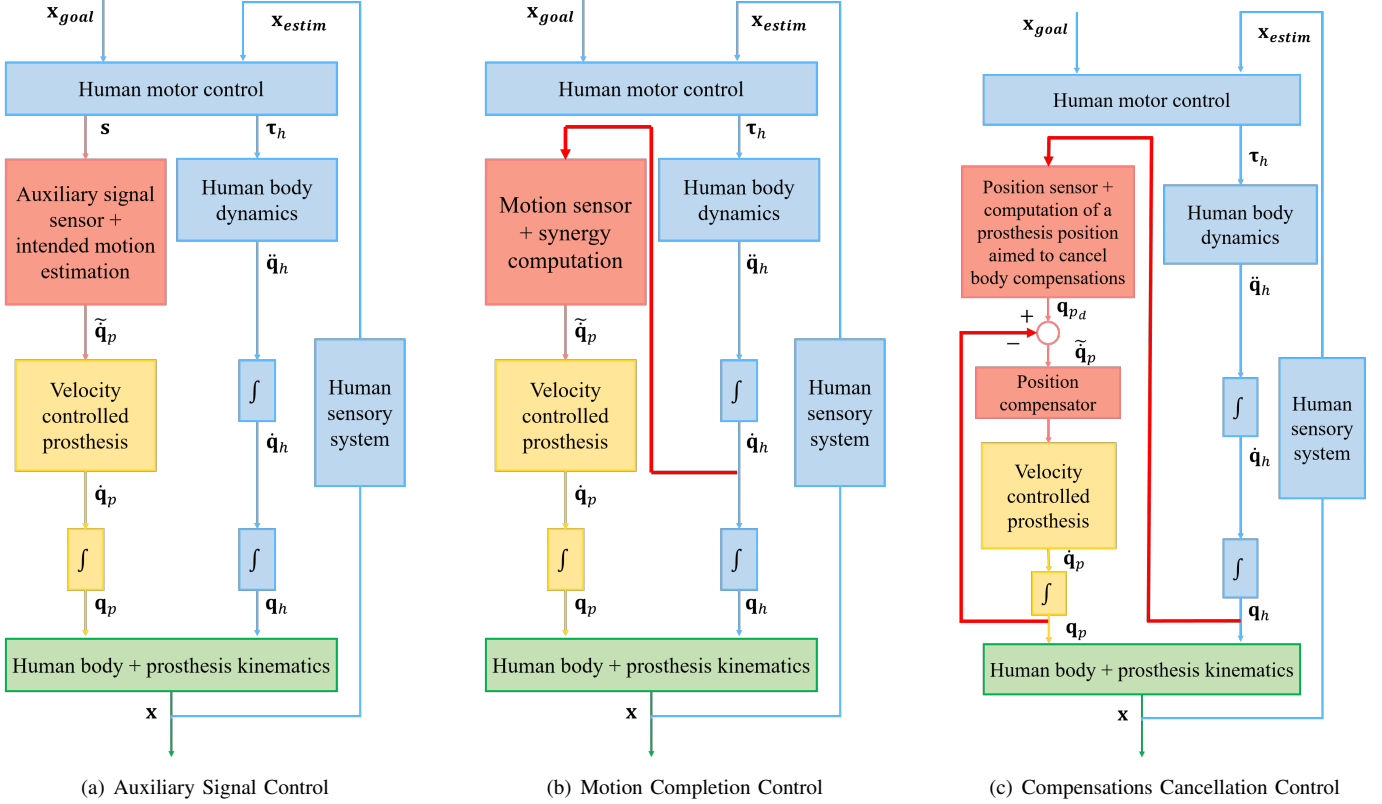 x_goal
x_estim
Human motor control
s
τ_h
Auxiliary signal
sensor +
intended motion
estimation
Human body
dynamics
q̈_h
˜q̇_p
Velocity
controlled
prosthesis
∫
Human
sensory
system
q̇_h
q̇_p
∫
∫
q_p
q_h
Human body + prosthesis kinematics
x
(a) Auxiliary Signal Control
x_goal
x_estim
Human motor control
τ_h
Motion sensor
+ synergy
computation
Human body
dynamics
q̈_h
˜q̇_p
Velocity
controlled
prosthesis
∫
Human
sensory
system
q̇_h
q̇_p
∫
∫
q_p
q_h
Human body + prosthesis kinematics
x
(b) Motion Completion Control
x_goal
x_estim
Human motor control
τ_h
Position sensor +
computation of a
prosthesis position
aimed to cancel
body compensations
Human body
dynamics
q̈_h
q_{p_d}
+
−
˜q̇_p
Position
compensator
∫
Human
sensory
system
q̇_h
Velocity
controlled
prosthesis
q̇_p
∫
∫
q_p
q_h
Human body + prosthesis kinematics
x
(c) Compensations Cancellation Control